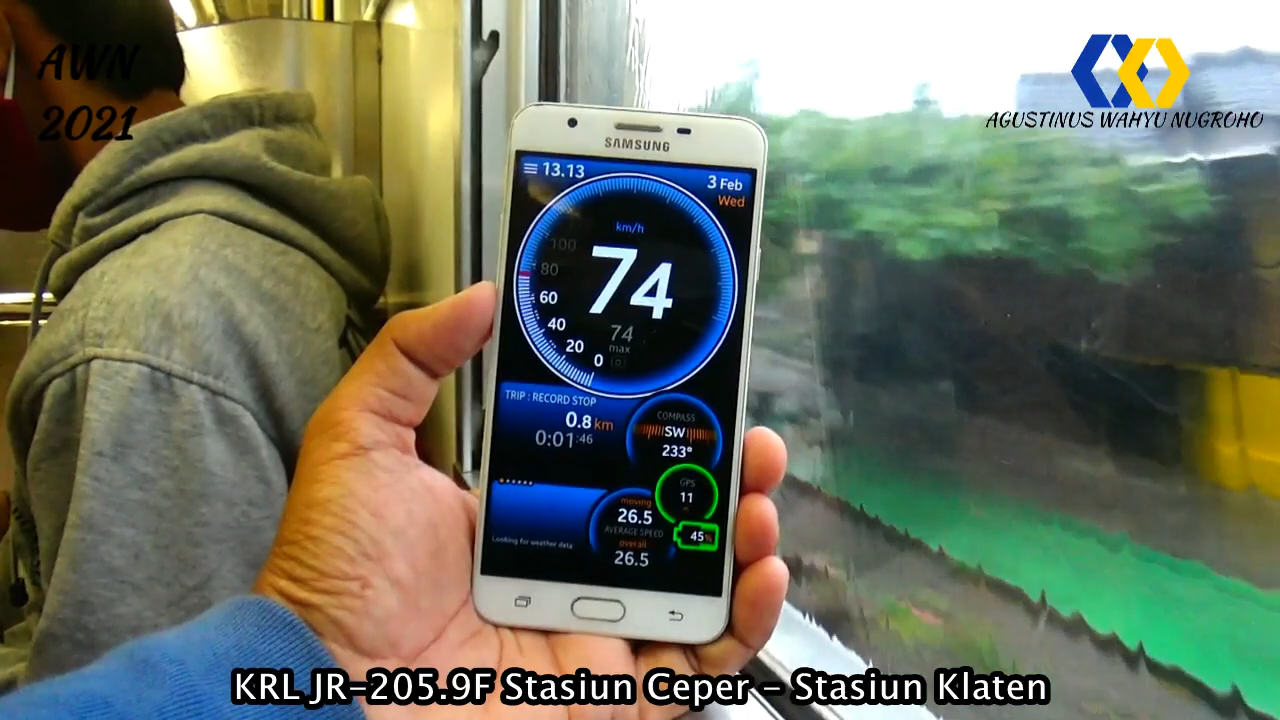 AWN
2021
AGUSTINUS WAHYU NUGROHO
SAMSUNG
13.13
3 Feb
Wed
km/h
100
80
60
40
20
0
74
74
max
TRIP : RECORD STOP
0.8 km
0:01:46
COMPASS
SW
233°
GPS
11
moving
26.5
AVERAGE SPEED
overall
26.5
45%
Looking for weather data
KRL JR-205.9F Stasiun Ceper - Stasiun Klaten